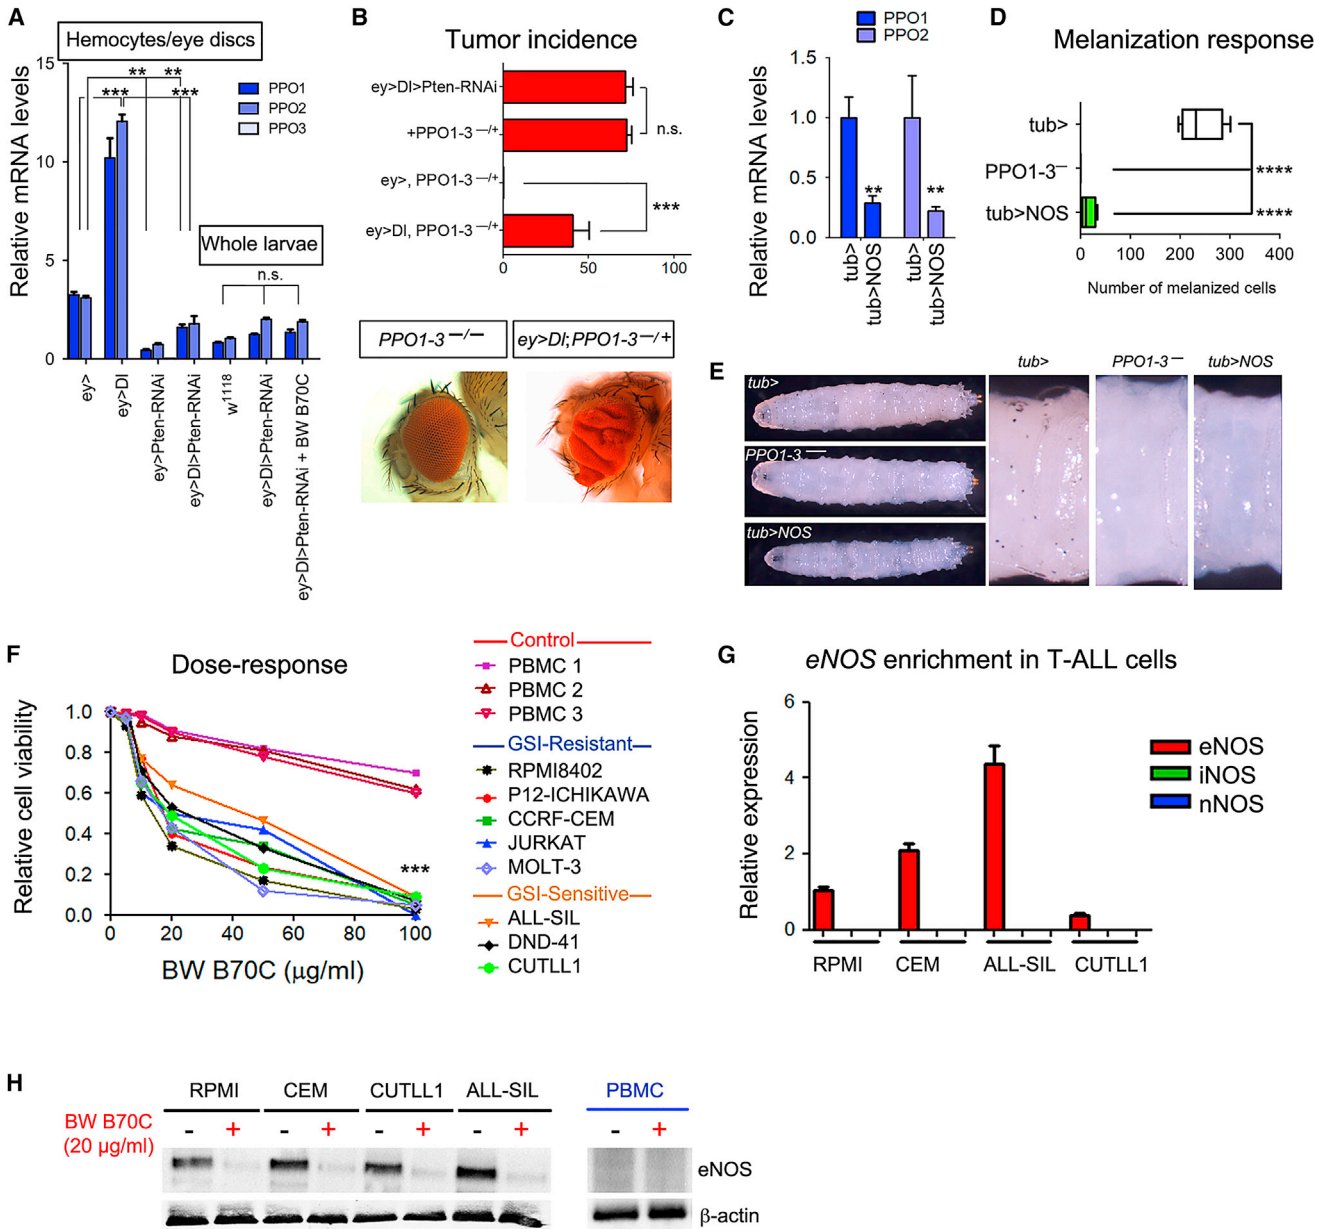 A
Hemocytes/eye discs
Relative mRNA levels
15
10
5
0
** **
*** ***
PPO1
PPO2
PPO3
Whole larvae
n.s.
ey>
ey>Dl
ey>Pten-RNAi
ey>Dl>Pten-RNAi
w1118
ey>Dl>Pten-RNAi
ey>Dl>Pten-RNAi + BW B70C
B
Tumor incidence
ey>Dl>Pten-RNAi
+PPO1-3 —/+
n.s.
ey>, PPO1-3 —/+
***
ey>Dl, PPO1-3 —/+
0 50 100
PPO1-3 —/—
ey>Dl;PPO1-3—/+
C
PPO1
PPO2
Relative mRNA levels
1.5
1.0
0.5
0.0
** **
tub>
tub>NOS
tub>
tub>NOS
D
Melanization response
tub>
PPO1-3—
****
tub>NOS
****
0 100 200 300 400
Number of melanized cells
E
tub>
PPO1-3 —
tub>NOS
tub>
PPO1-3 —
tub>NOS
F
Dose-response
Relative cell viability
1.0
0.8
0.6
0.4
0.2
0.0
***
0 20 40 60 80 100
BW B70C (µg/ml)
Control
PBMC 1
PBMC 2
PBMC 3
GSI-Resistant
RPMI8402
P12-ICHIKAWA
CCRF-CEM
JURKAT
MOLT-3
GSI-Sensitive
ALL-SIL
DND-41
CUTLL1
G
eNOS enrichment in T-ALL cells
Relative expression
6
4
2
0
RPMI CEM ALL-SIL CUTLL1
eNOS
iNOS
nNOS
H
RPMI CEM CUTLL1 ALL-SIL PBMC
BW B70C
(20 µg/ml)
- + - + - + - + - +
eNOS
β-actin